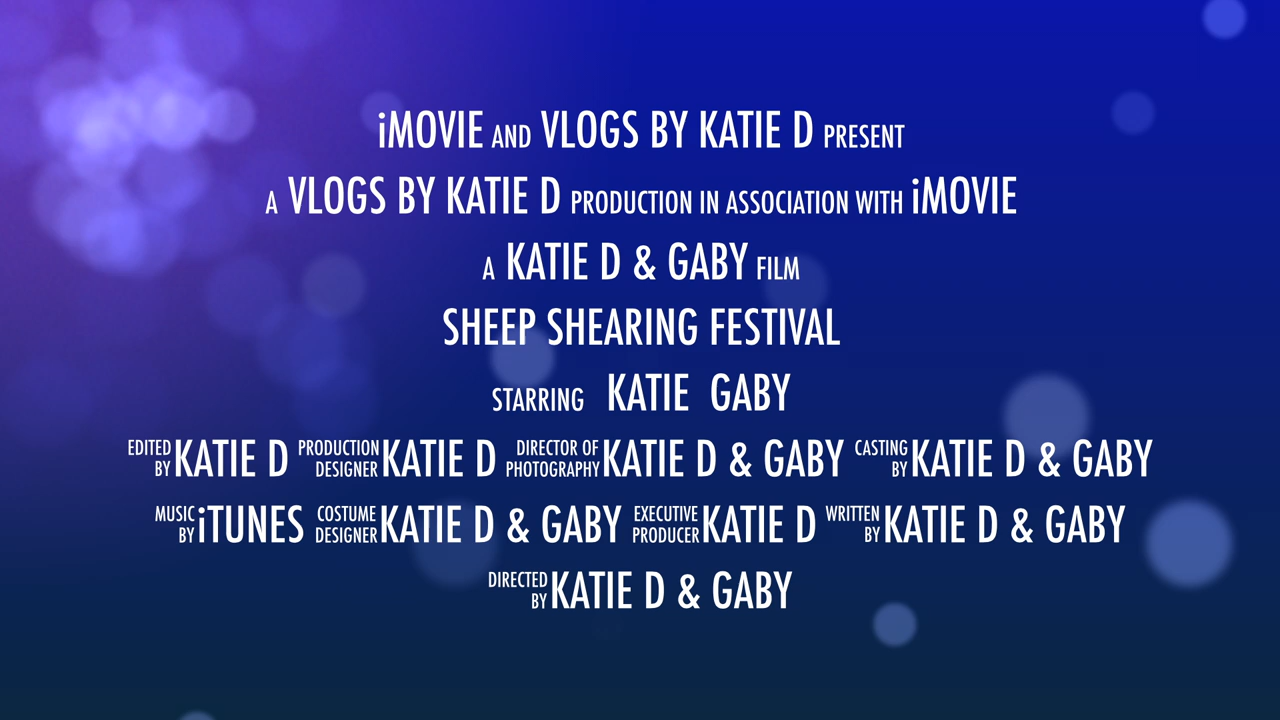 iMOVIE AND VLOGS BY KATIE D PRESENT
A VLOGS BY KATIE D PRODUCTION IN ASSOCIATION WITH iMOVIE
A KATIE D & GABY FILM
SHEEP SHEARING FESTIVAL
STARRING KATIE GABY
EDITED BY KATIE D PRODUCTION DESIGNER KATIE D DIRECTOR OF PHOTOGRAPHY KATIE D & GABY CASTING BY KATIE D & GABY
MUSIC BY iTUNES COSTUME DESIGNER KATIE D & GABY EXECUTIVE PRODUCER KATIE D WRITTEN BY KATIE D & GABY
DIRECTED BY KATIE D & GABY